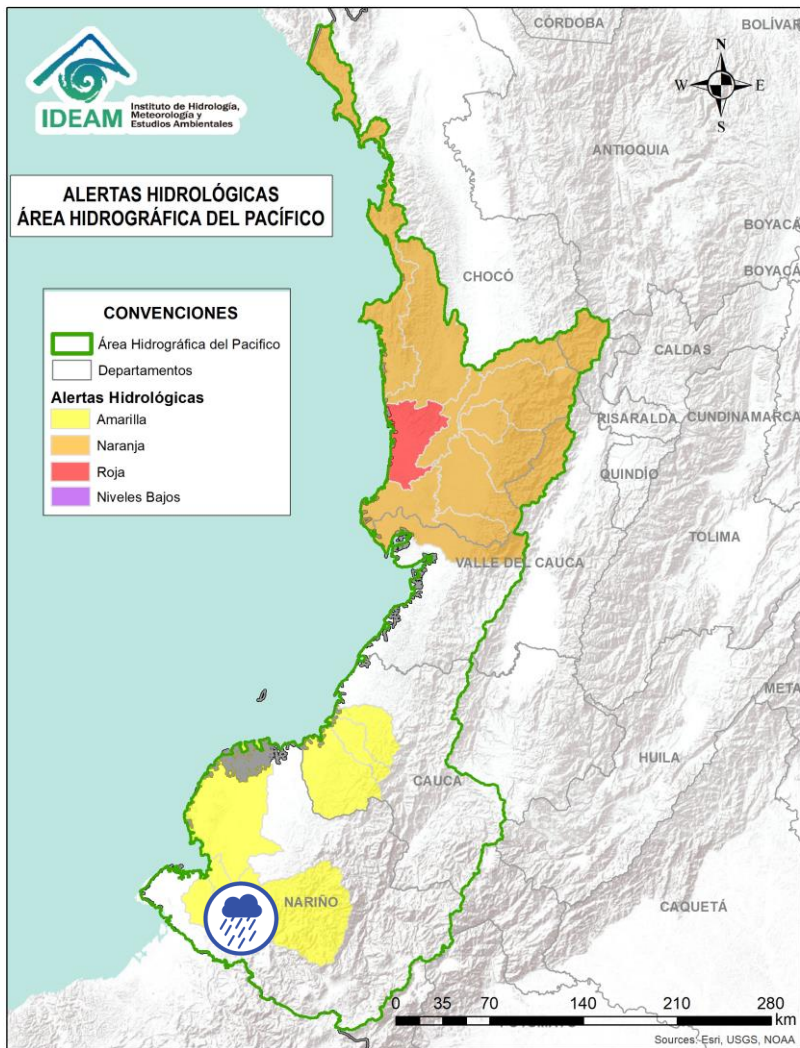 CÓRDOBA
BOLÍVAR
N
W
E
S
IDEAM
Instituto de Hidrología,
Meteorología y
Estudios Ambientales
ANTIOQUIA
ALERTAS HIDROLÓGICAS
ÁREA HIDROGRÁFICA DEL PACÍFICO
BOYACÁ
BOYACÁ
CHOCÓ
CONVENCIONES
Área Hidrográfica del Pacifico
Departamentos
Alertas Hidrológicas
Amarilla
Naranja
Roja
Niveles Bajos
CALDAS
RISARALDA
CUNDINAMARCA
QUINDÍO
TOLIMA
VALLE DEL CAUCA
META
HUILA
CAUCA
NARIÑO
CAQUETÁ
0 35 70 140 210 280
km
Sources: Esri, USGS, NOAA